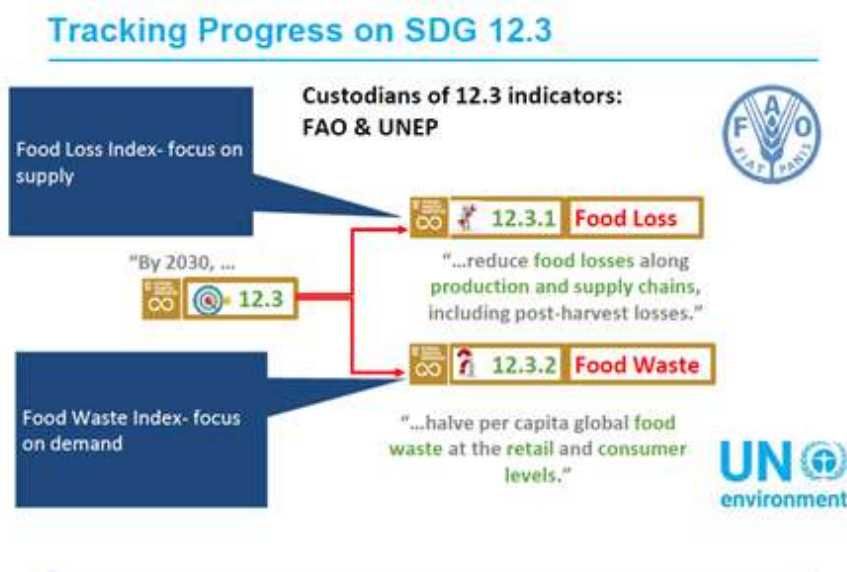 Tracking Progress on SDG 12.3
Custodians of 12.3 indicators:
FAO & UNEP
Food Loss Index- focus on
supply
FAO
FIAT PANIS
12.3.1 Food Loss
"By 2030, ...
"...reduce food losses along
production and supply chains,
including post-harvest losses."
12.3
12.3.2 Food Waste
Food Waste Index- focus
on demand
"...halve per capita global food
waste at the retail and consumer
levels."
UN
environment